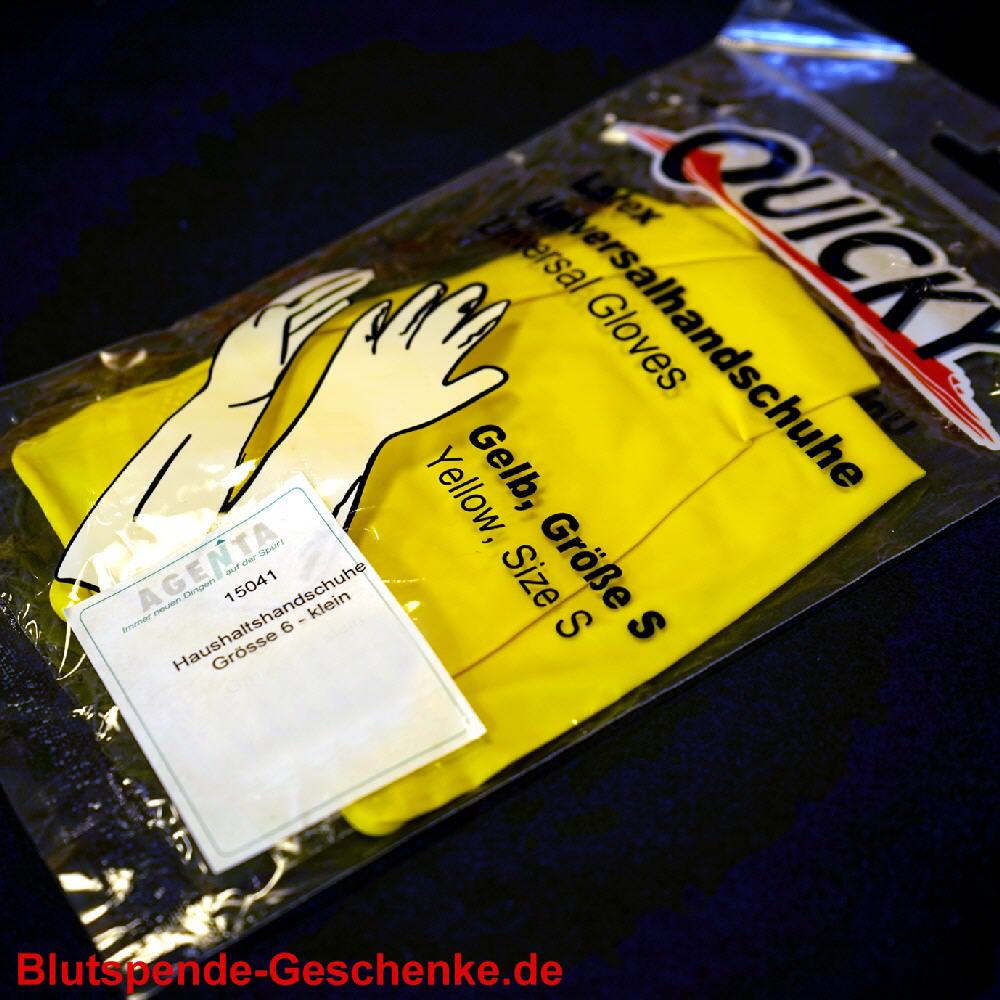 QUICKY
Latex
Universalhandschuhe
Universal Gloves
Gelb, Größe S
Yellow, Size S
AGENTA
Immer neuen Dingen auf der Spur!
15041
Haushaltshandschuhe
Grösse 6 - klein
Blutspende-Geschenke.de